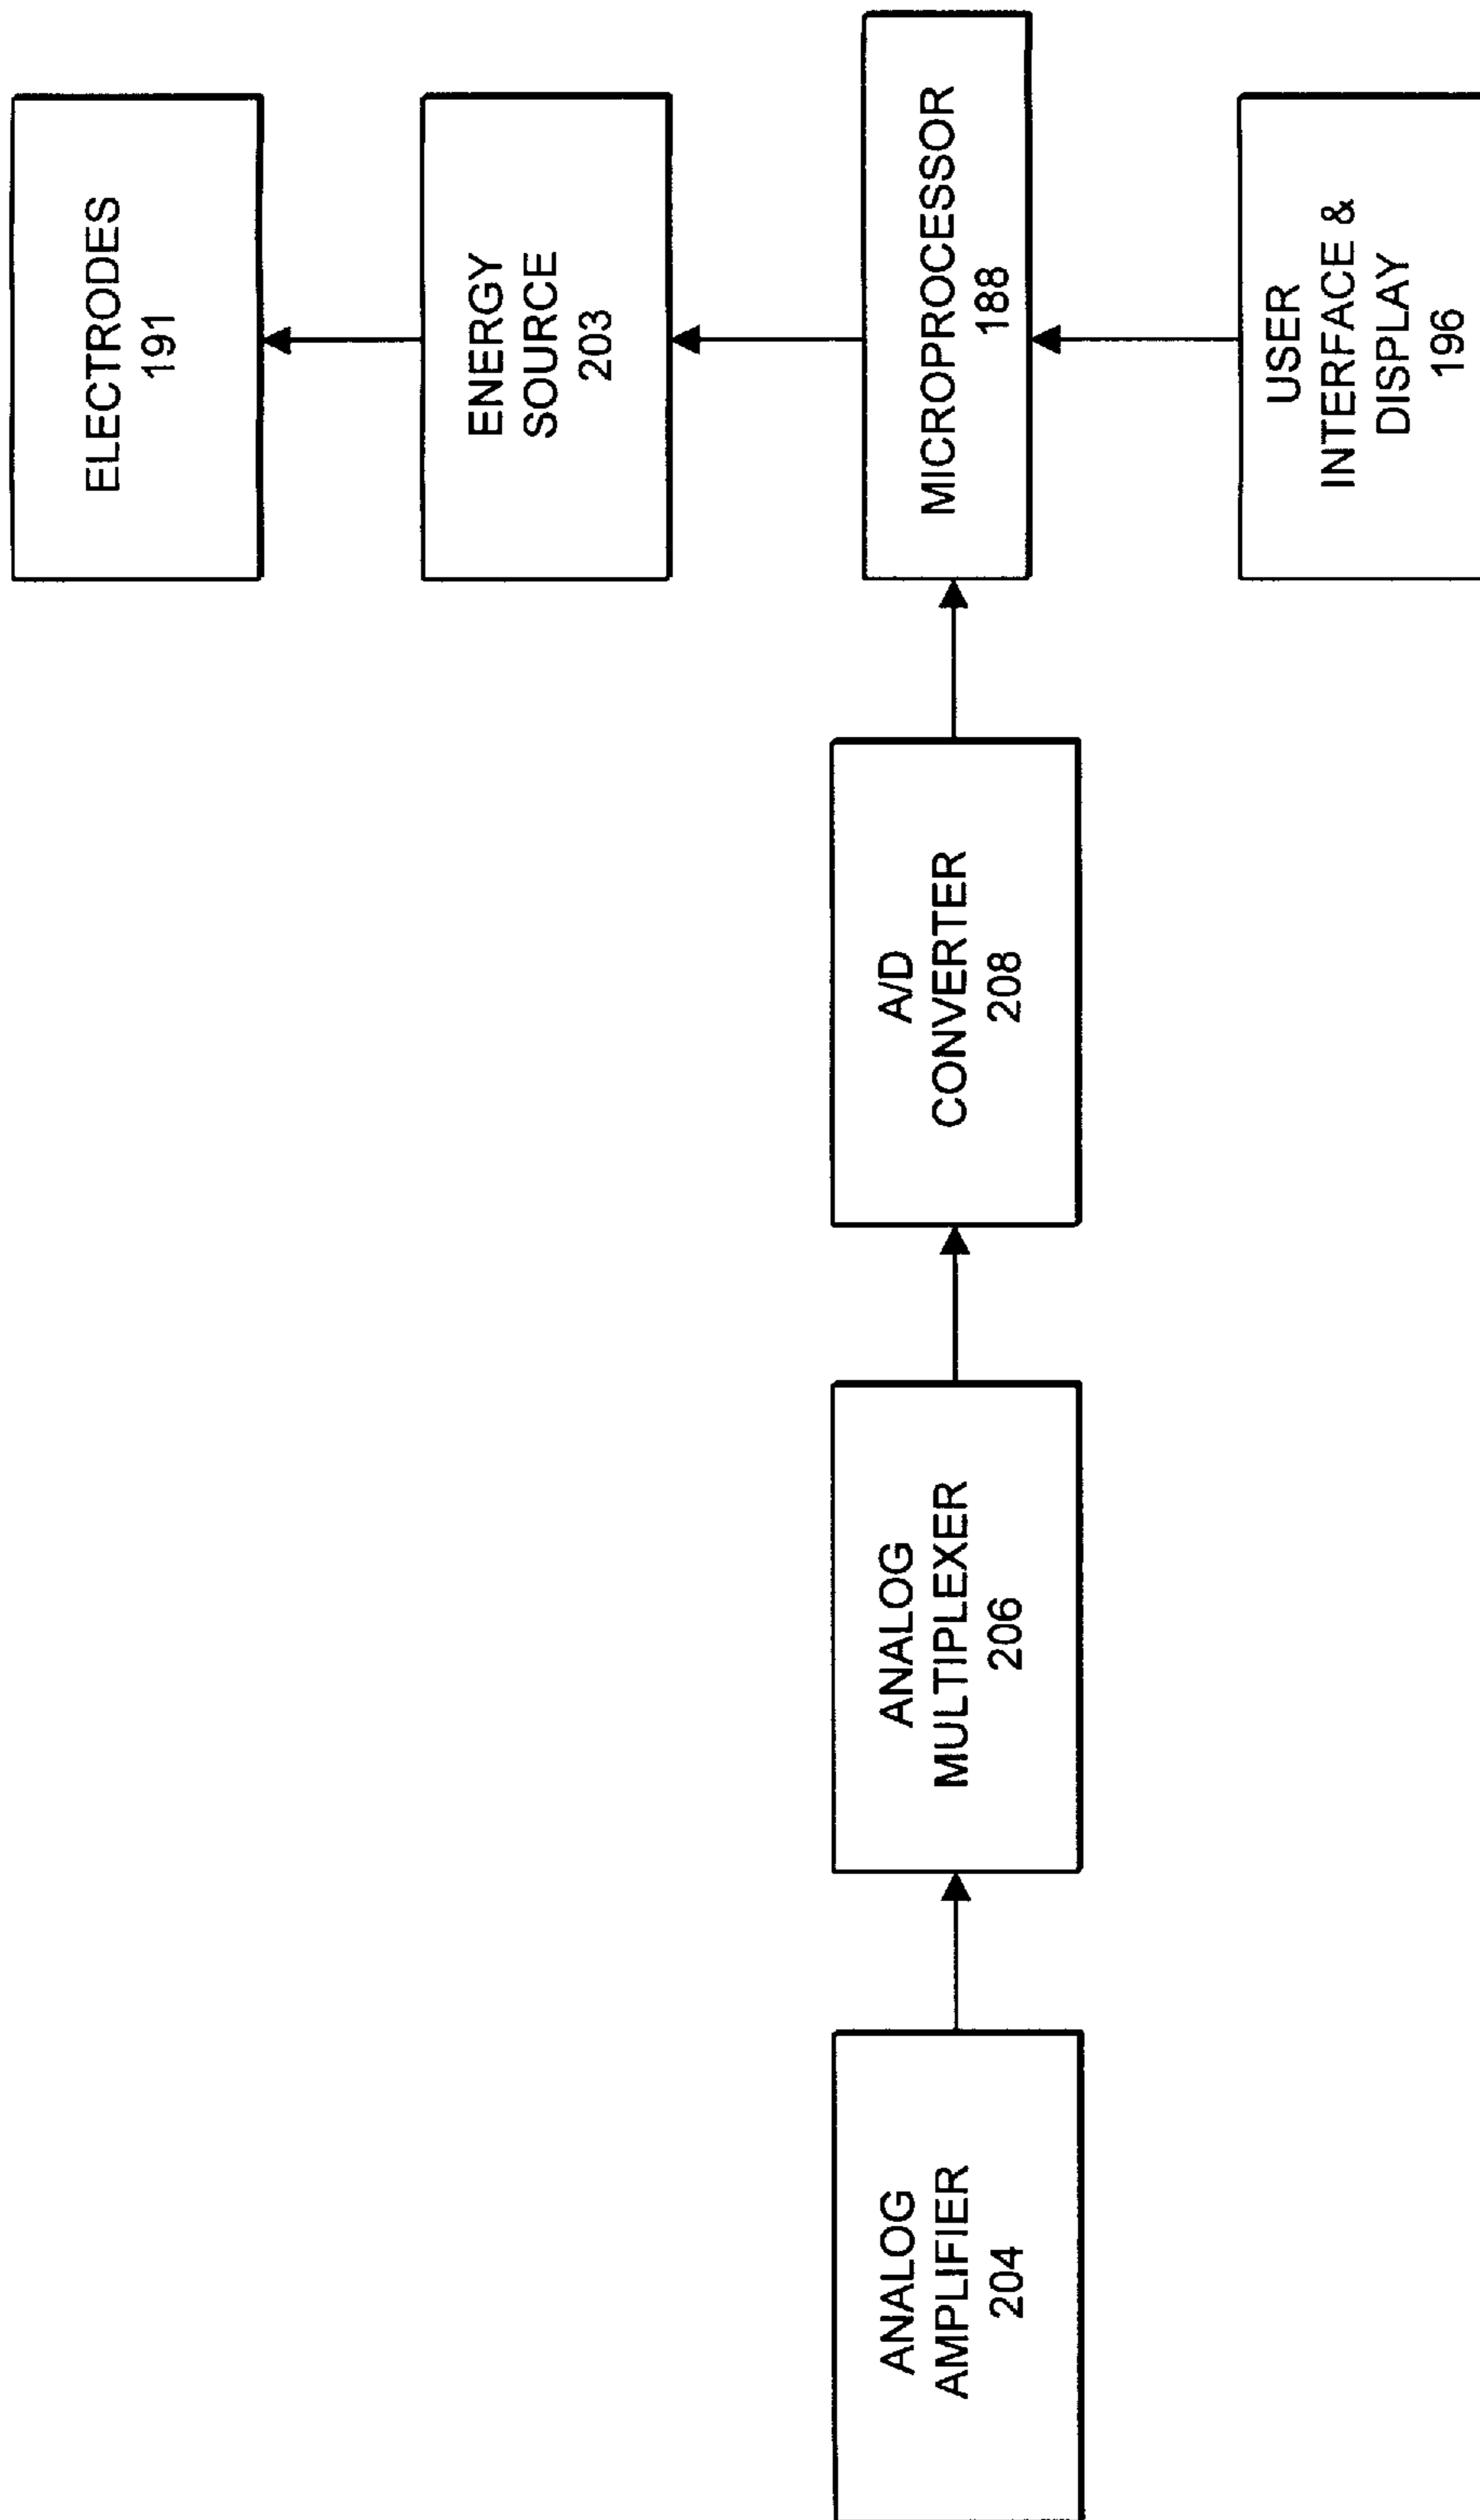 ELECTRODES
191
ENERGY
SOURCE
203
ANALOG
AMPLIFIER
204
ANALOG
MULTIPLEXER
206
A/D
CONVERTER
208
MICROPROCESSOR
188
USER
INTERFACE &
DISPLAY
196